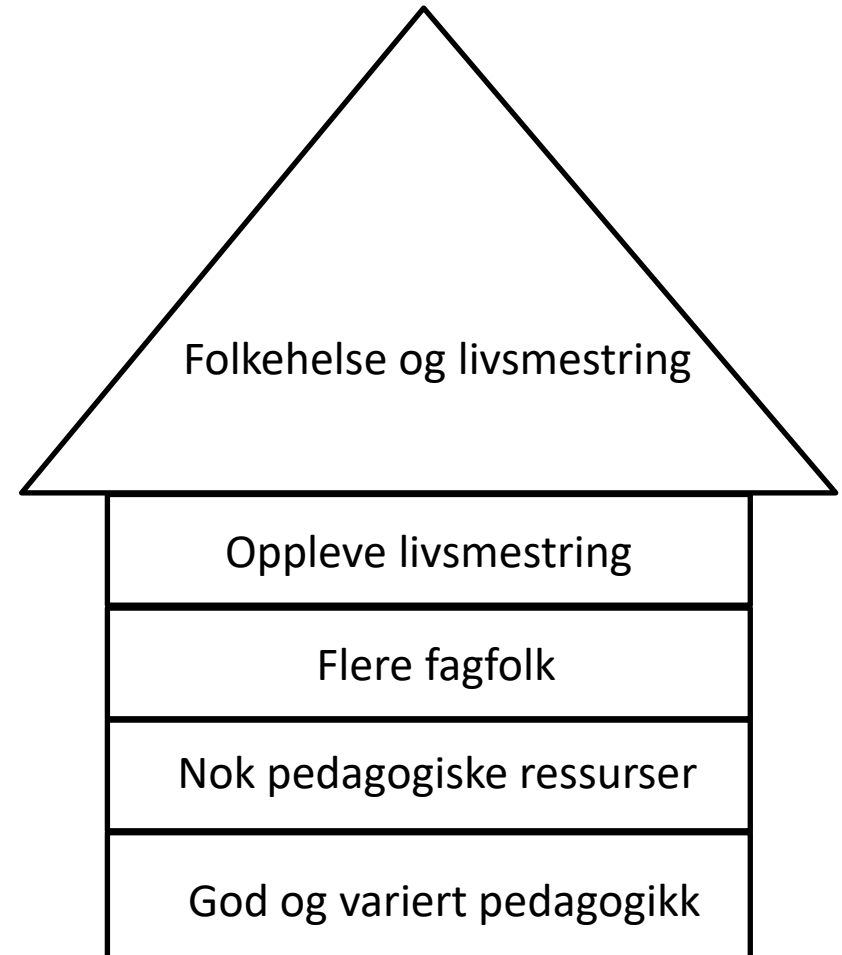 Folkehelse og livsmestring
Oppleve livsmestring
Flere fagfolk
Nok pedagogiske ressurser
God og variert pedagogikk